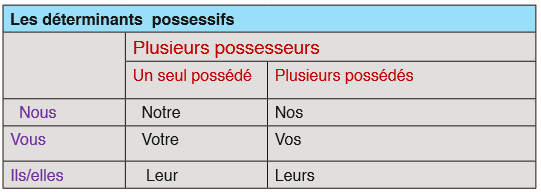 Les déterminants possessifs
Plusieurs possesseurs
Un seul possédé Plusieurs possédés
Nous Notre Nos
Vous Votre Vos
Ils/elles Leur Leurs